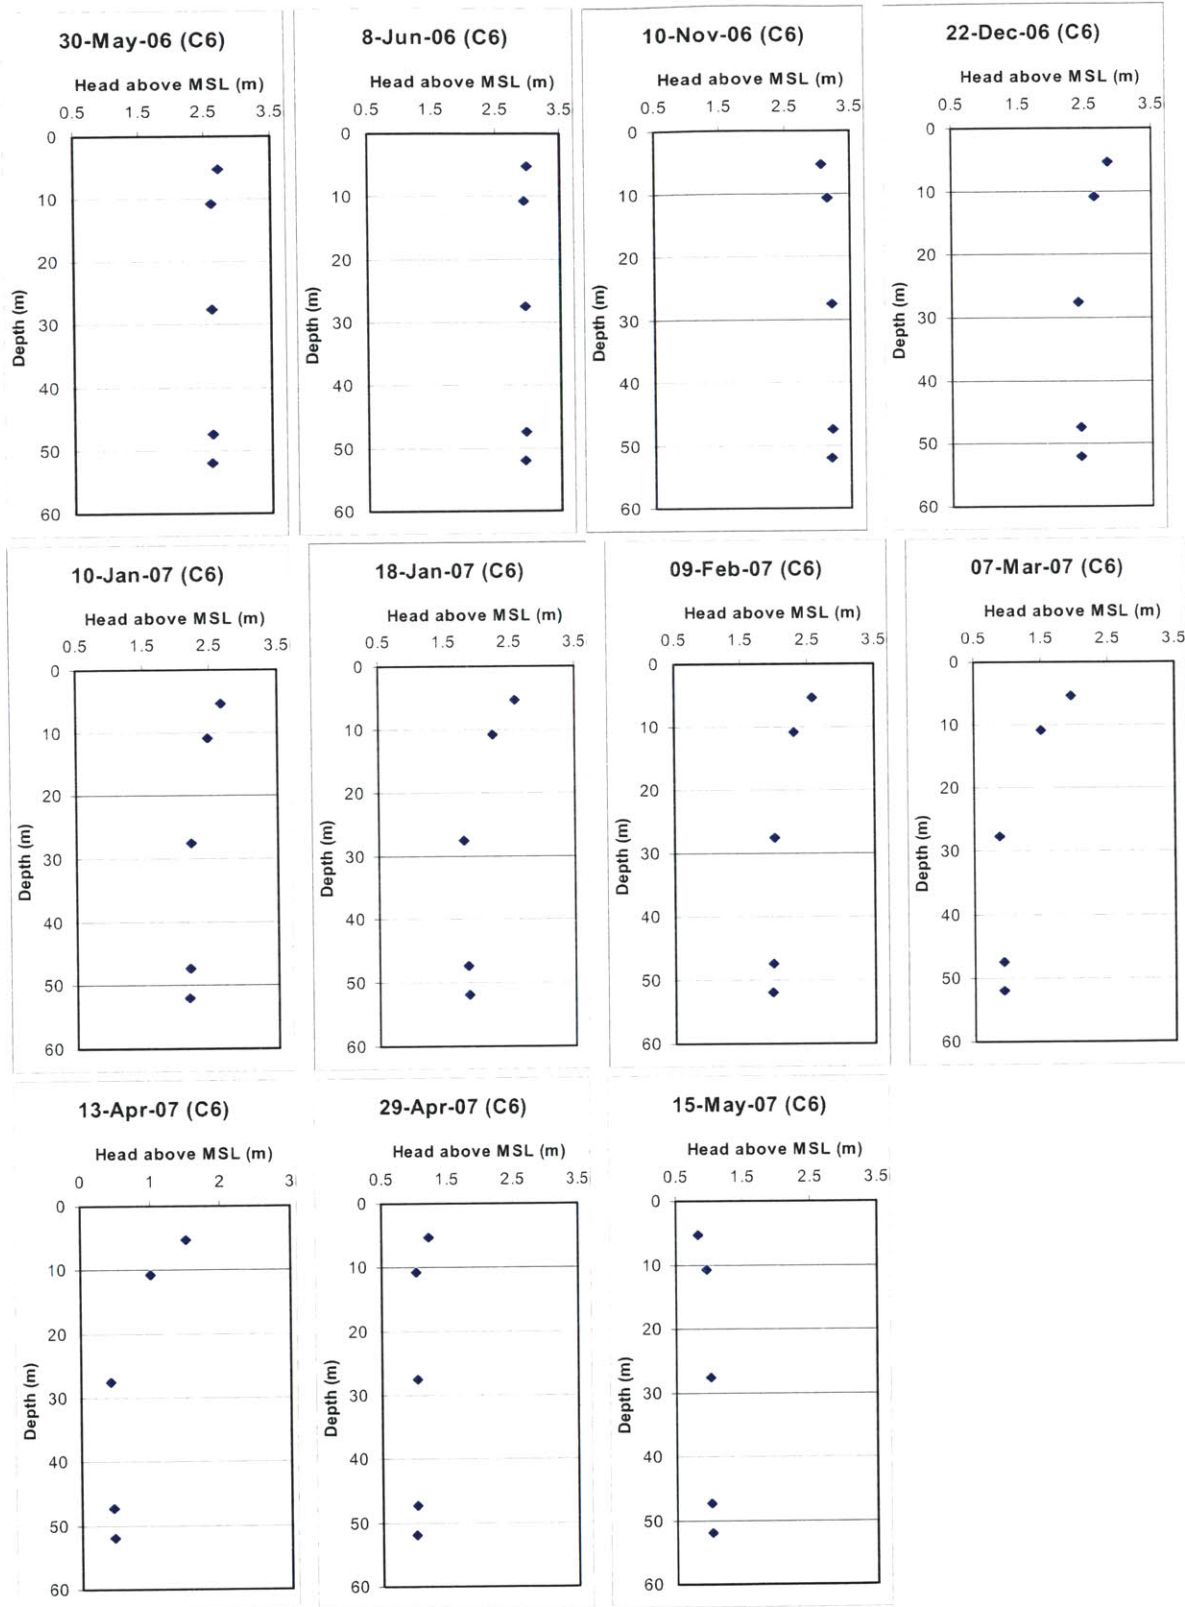 30-May-06 (C6)
Head above MSL (m)
0.5 1.5 2.5 3.5
0
10
20
30
40
50
60
Depth (m)
8-Jun-06 (C6)
Head above MSL (m)
0.5 1.5 2.5 3.5
0
10
20
30
40
50
60
Depth (m)
10-Nov-06 (C6)
Head above MSL (m)
0.5 1.5 2.5 3.5
0
10
20
30
40
50
60
Depth (m)
22-Dec-06 (C6)
Head above MSL (m)
0.5 1.5 2.5 3.5
0
10
20
30
40
50
60
Depth (m)
10-Jan-07 (C6)
Head above MSL (m)
0.5 1.5 2.5 3.5
0
10
20
30
40
50
60
Depth (m)
18-Jan-07 (C6)
Head above MSL (m)
0.5 1.5 2.5 3.5
0
10
20
30
40
50
60
Depth (m)
09-Feb-07 (C6)
Head above MSL (m)
0.5 1.5 2.5 3.5
0
10
20
30
40
50
60
Depth (m)
07-Mar-07 (C6)
Head above MSL (m)
0.5 1.5 2.5 3.5
0
10
20
30
40
50
60
Depth (m)
13-Apr-07 (C6)
Head above MSL (m)
0 1 2 3
0
10
20
30
40
50
60
Depth (m)
29-Apr-07 (C6)
Head above MSL (m)
0.5 1.5 2.5 3.5
0
10
20
30
40
50
60
Depth (m)
15-May-07 (C6)
Head above MSL (m)
0.5 1.5 2.5 3.5
0
10
20
30
40
50
60
Depth (m)